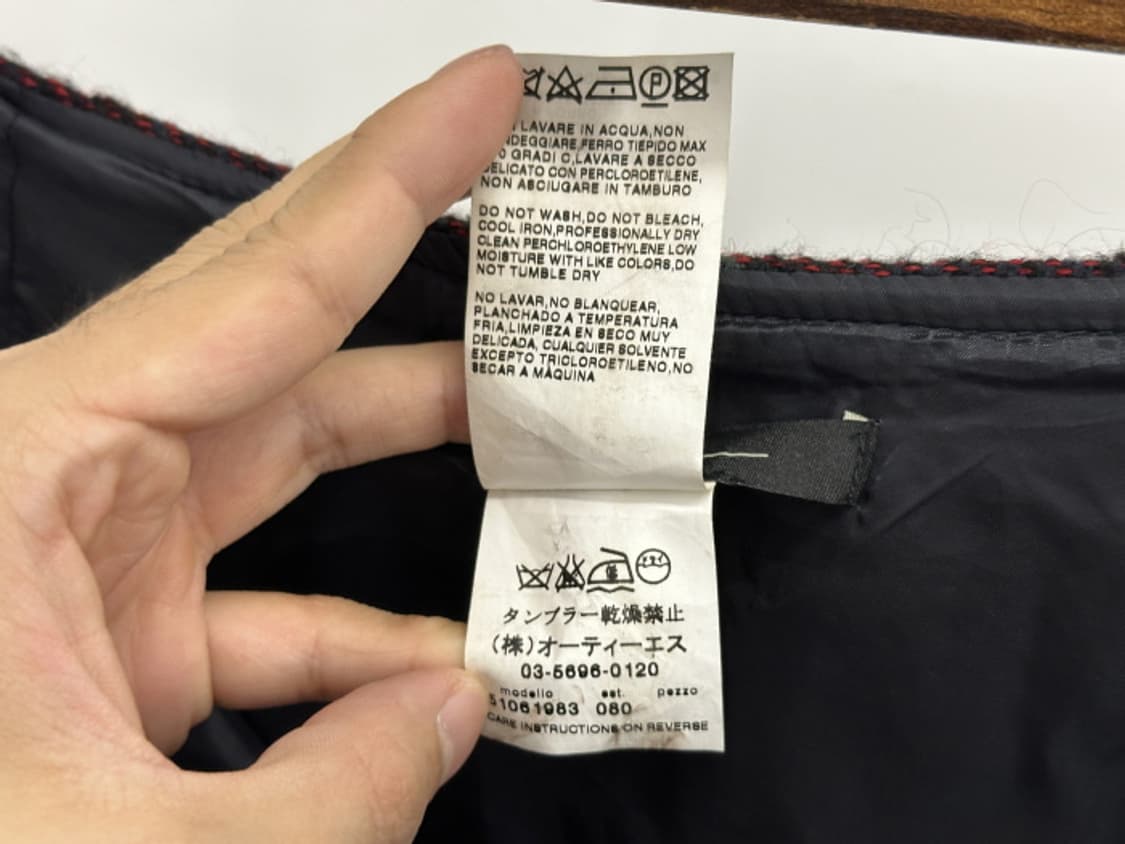 P
LAVARE IN ACQUA,NON
FERRO TIEPIDO MAX
GRADI C,LAVARE A SECCO
DELICATO CON PERCLOROETILENE,
NON ASCIUGARE IN TAMBURO
DO NOT WASH,DO NOT BLEACH,
COOL IRON,PROFESSIONALLY DRY
CLEAN PERCHLOROETHYLENE LOW
MOISTURE WITH LIKE COLORS,DO
NOT TUMBLE DRY
NO LAVAR,NO BLANQUEAR,
PLANCHADO A TEMPERATURA
FRIA,LIMPIEZA EN SECO MUY
DELICADA, CUALQUIER SOLVENTE
EXCEPTO TRICLOROETILENO,NO
SECAR A MAQUINA
タンブラー乾燥禁止
(株)オーティーエス
03-5696-0120
modello est. pezzo
51061983 080
CARE INSTRUCTIONS ON REVERSE